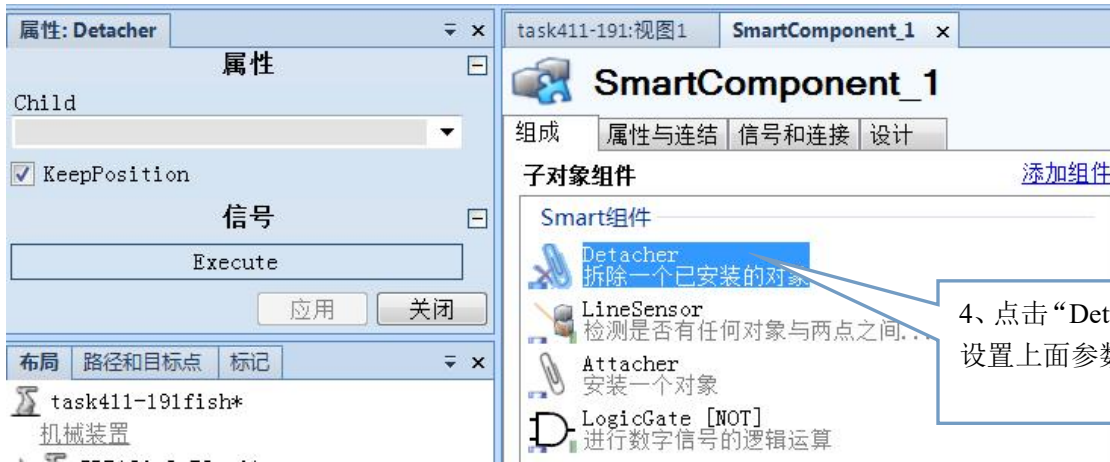 属性: Detacher
属性
Child
KeepPosition
信号
Execute
应用
关闭
布局
路径和目标点
标记
task411-191fish*
机械装置
task411-191:视图1
SmartComponent_1
SmartComponent_1
组成
属性与连结
信号和连接
设计
子对象组件
添加组件
Smart组件
Detacher
拆除一个已安装的对象
LineSensor
检测是否有任何对象与两点之间...
Attacher
安装一个对象
LogicGate [NOT]
进行数字信号的逻辑运算
4、点击“Det
设置上面参数